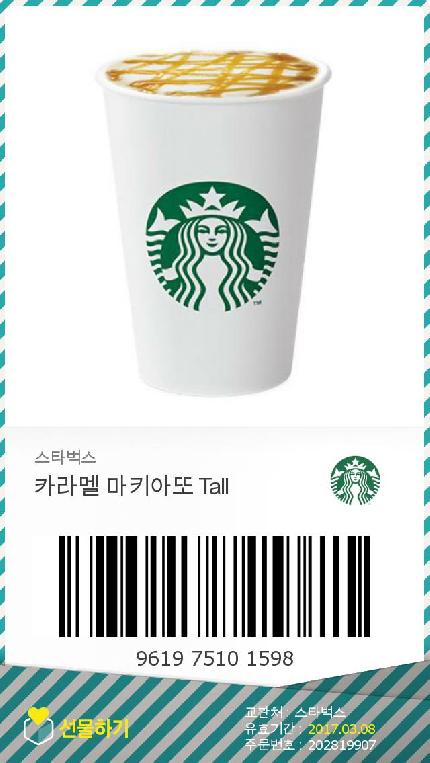 TM
스타벅스
카라멜 마키아또 Tall
9619 7510 1598
선물하기
교환처 : 스타벅스
유효기간 : 2017.03.08
주문번호 : 202819907